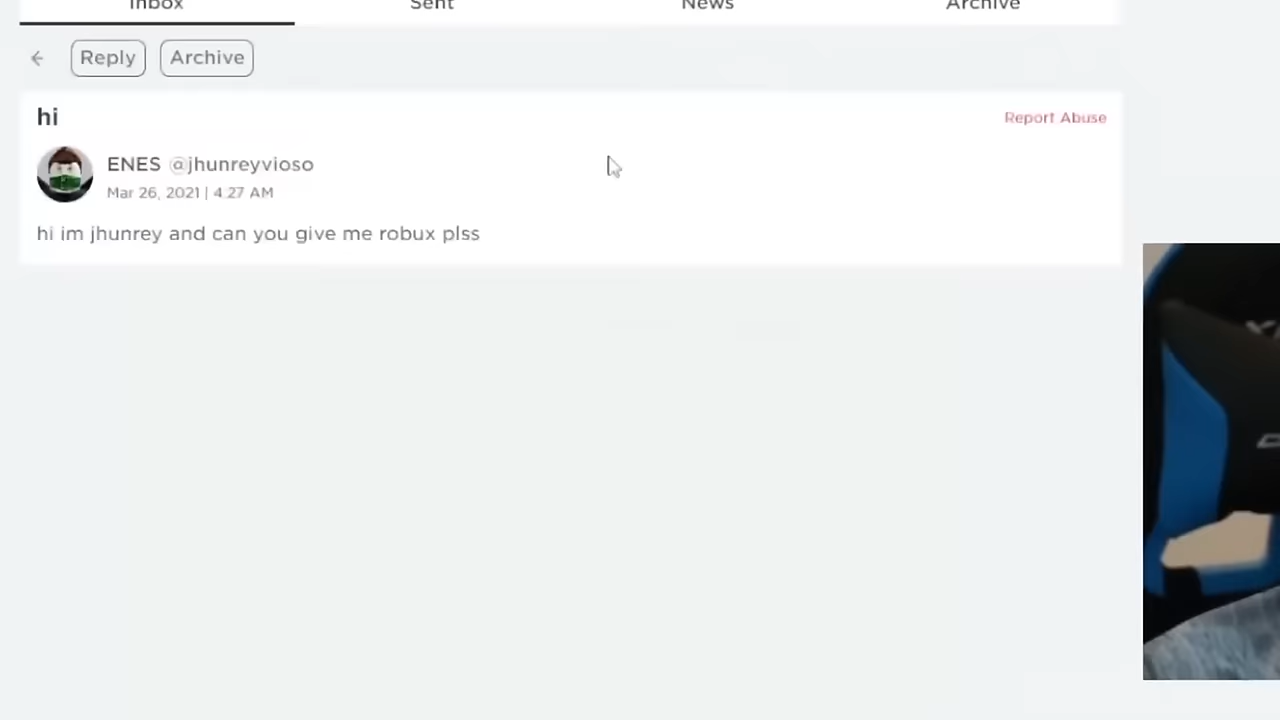 Inbox Sent News Archive
Reply Archive
hi
Report Abuse
ENES @jhunreyvioso
Mar 26, 2021 | 4:27 AM
hi im jhunrey and can you give me robux plss